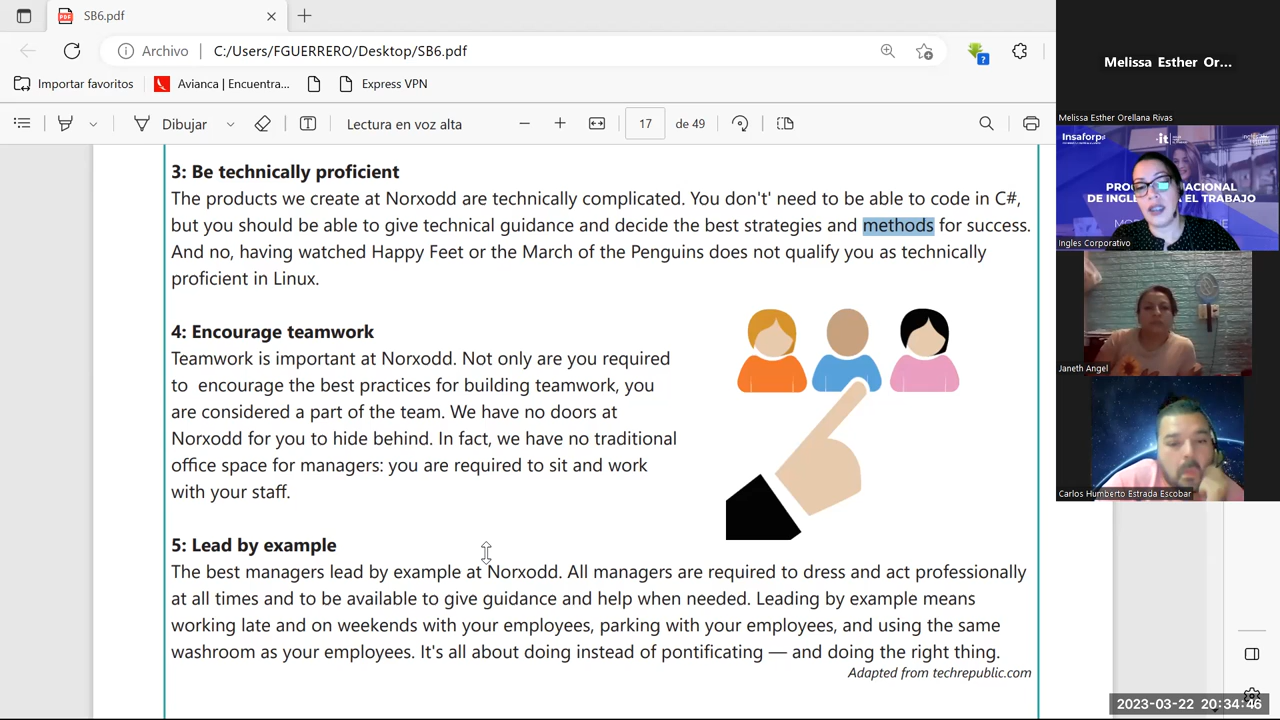 SB6.pdf
Archivo
C:/Users/FGUERRERO/Desktop/SB6.pdf
Importar favoritos
Avianca | Encuentra...
Express VPN
Dibujar
Lectura en voz alta
17
de 49
3: Be technically proficient
The products we create at Norxodd are technically complicated. You don't' need to be able to code in C#,
but you should be able to give technical guidance and decide the best strategies and methods for success.
And no, having watched Happy Feet or the March of the Penguins does not qualify you as technically
proficient in Linux.
4: Encourage teamwork
Teamwork is important at Norxodd. Not only are you required
to encourage the best practices for building teamwork, you
are considered a part of the team. We have no doors at
Norxodd for you to hide behind. In fact, we have no traditional
office space for managers: you are required to sit and work
with your staff.
5: Lead by example
The best managers lead by example at Norxodd. All managers are required to dress and act professionally
at all times and to be available to give guidance and help when needed. Leading by example means
working late and on weekends with your employees, parking with your employees, and using the same
washroom as your employees. It's all about doing instead of pontificating — and doing the right thing.
Adapted from techrepublic.com
Melissa Esther Or...
Melissa Esther Orellana Rivas
Insaforp
DE INGLÉS PARA EL TRABAJO
Ingles Corporativo
Janeth Angel
Carlos Humberto Estrada Escobar
2023-03-22 20:34:46